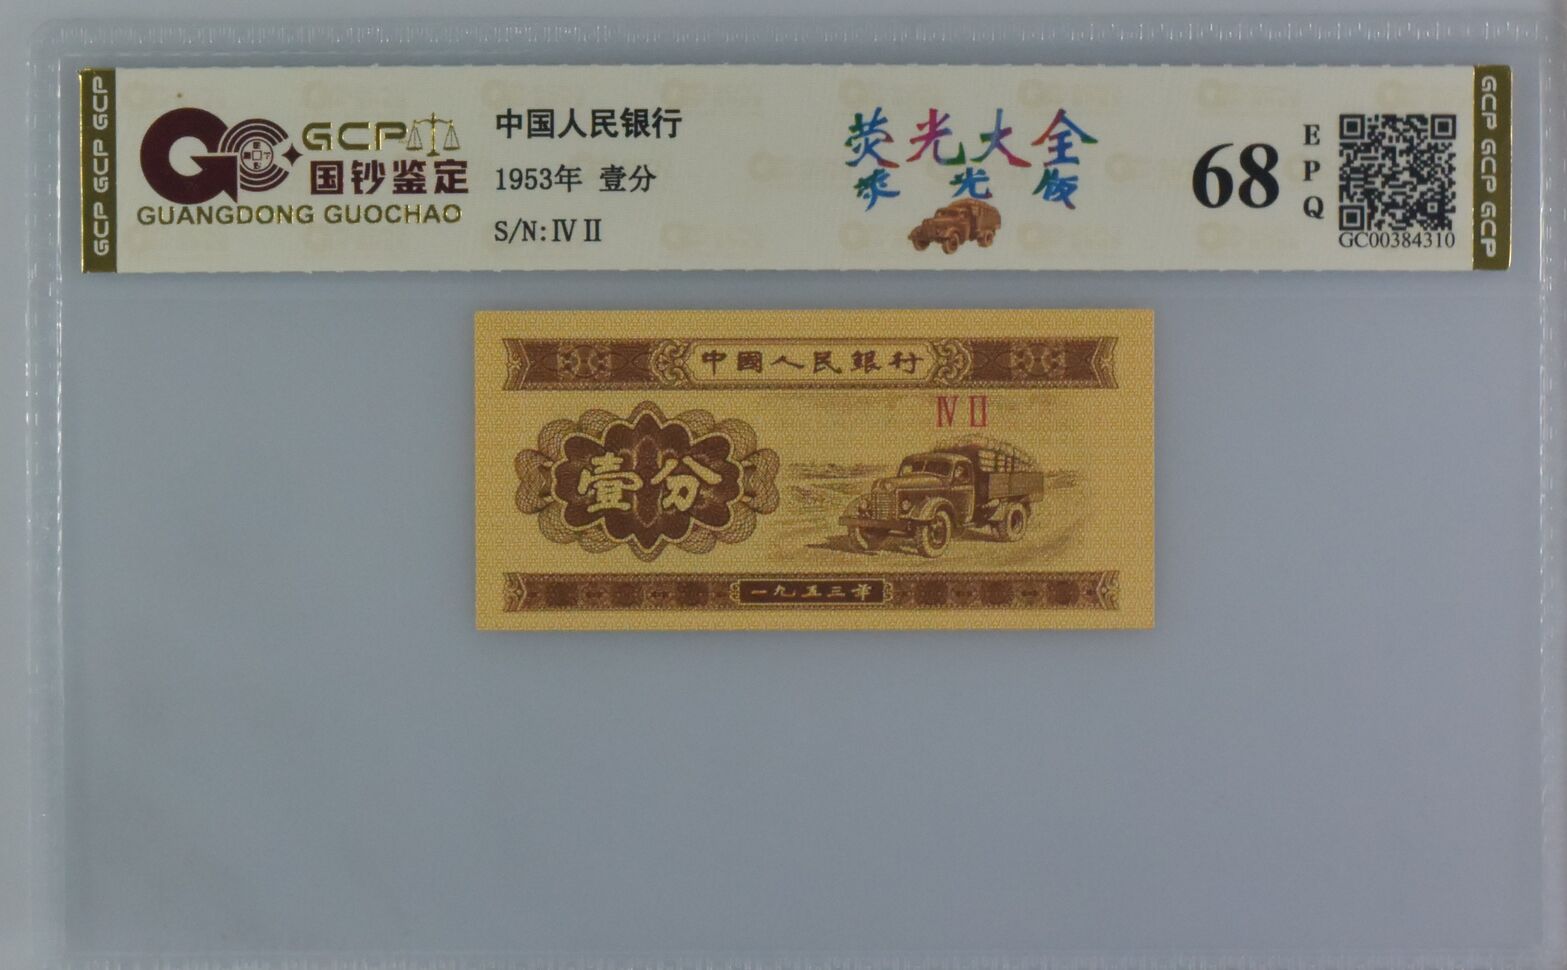 GCP GCP GCP
GC
GCP
国钞鉴定
GUANGDONG GUOCHAO
中国人民银行
1953年 壹分
S/N:Ⅳ Ⅱ
荧光大全
光 版
68
E
P
Q
GC00384310
GCP GCP GCP
中國人民銀行
Ⅳ Ⅱ
壹分
一九五三年